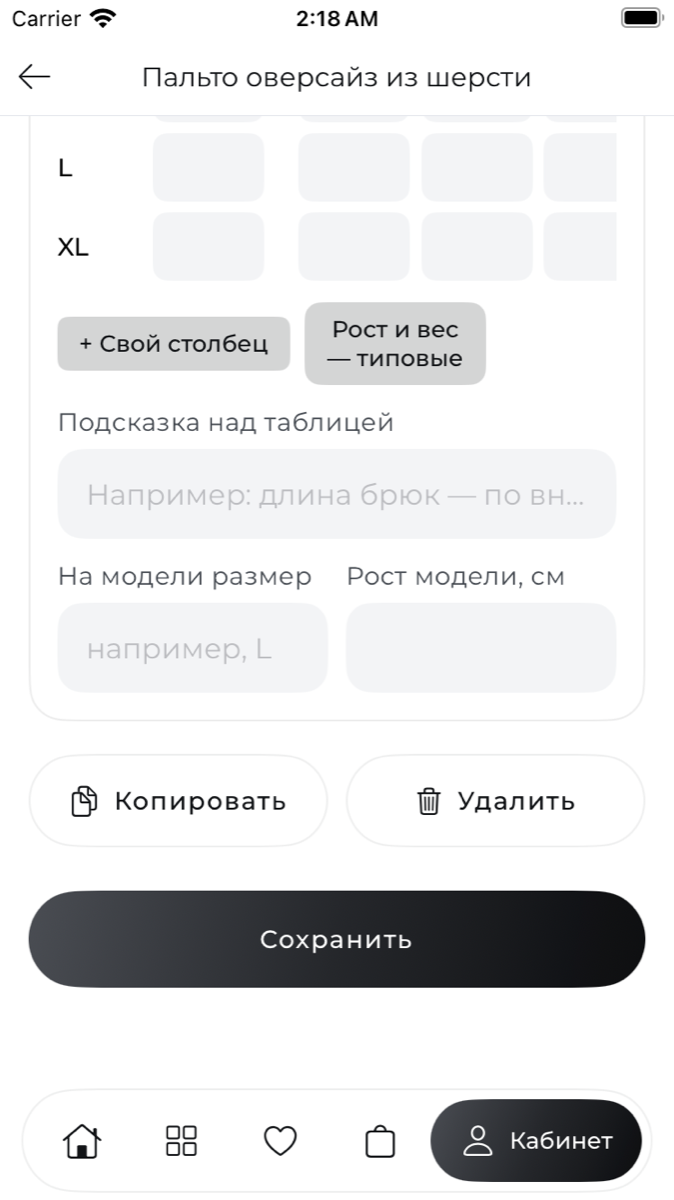 Carrier 2:18 AM
Пальто оверсайз из шерсти
L
XL
+ Свой столбец
Рост и вес
— типовые
Подсказка над таблицей
Например: длина брюк — по вн...
На модели размер Рост модели, см
например, L
Копировать Удалить
Сохранить
Кабинет